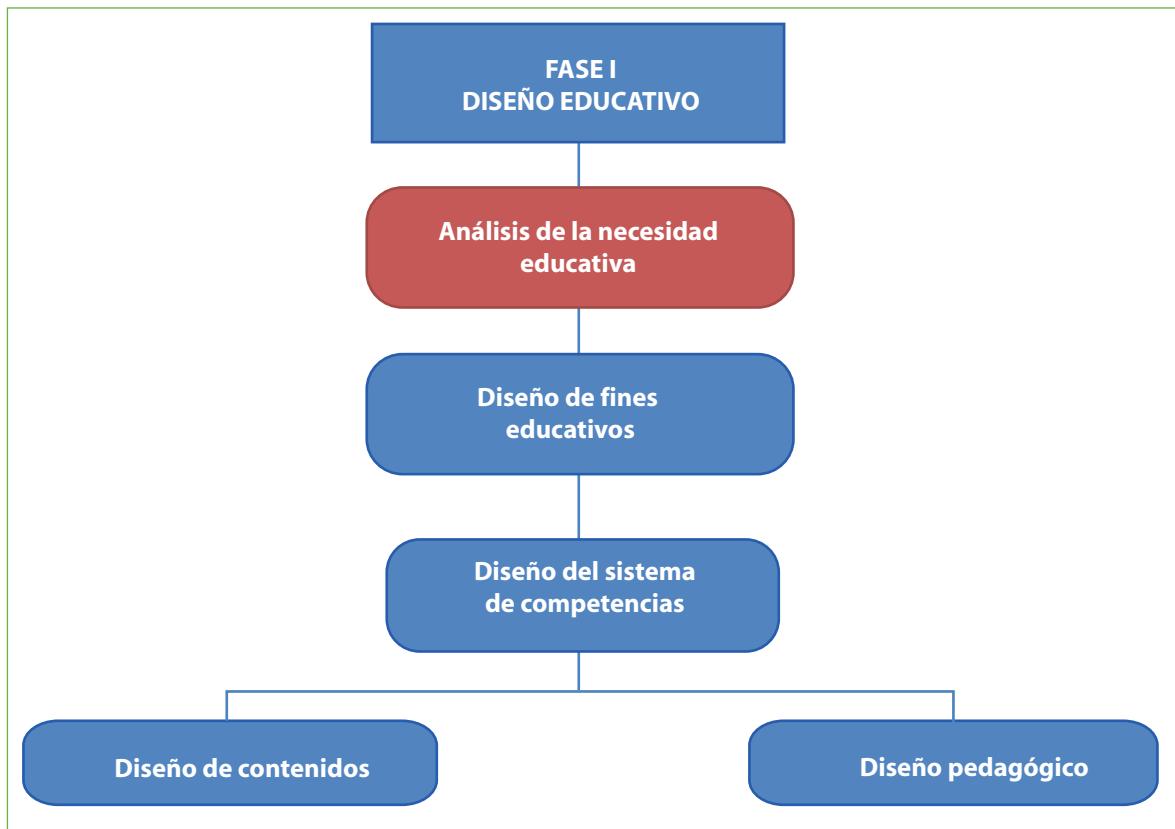 FASE I
DISEÑO EDUCATIVO
Análisis de la necesidad
educativa
Diseño de fines
educativos
Diseño del sistema
de competencias
Diseño de contenidos
Diseño pedagógico